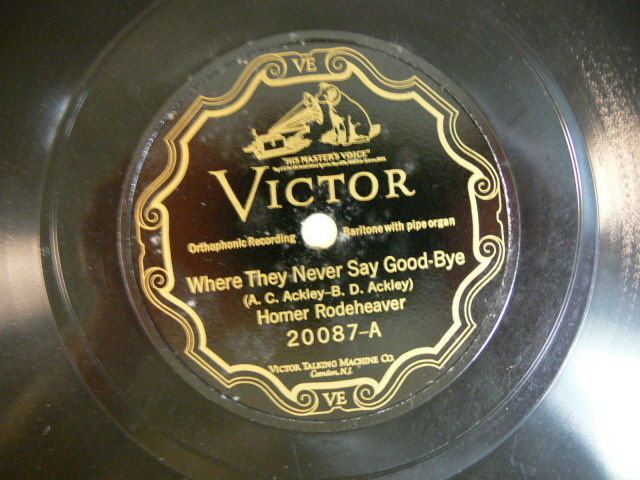 VE
"HIS MASTER'S VOICE"
VICTOR
Orthophonic Recording Baritone with pipe organ
Where They Never Say Good-Bye
(A. C. Ackley-B. D. Ackley)
Homer Rodeheaver
20087-A
VICTOR TALKING MACHINE CO.
Camden, N.J.
VE